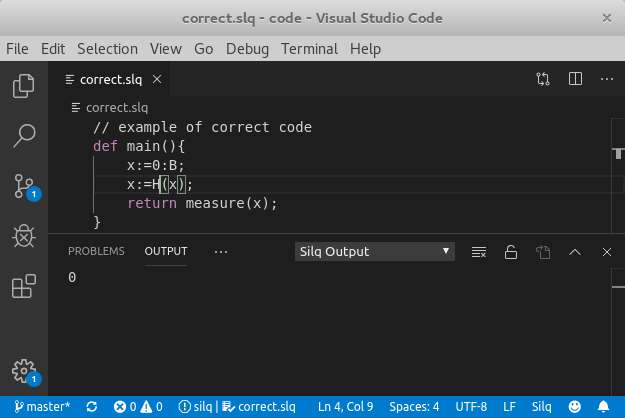 correct.slq - code - Visual Studio Code ×
File Edit Selection View Go Debug Terminal Help
correct.slq ×
correct.slq
// example of correct code
def main(){
x:=0:B;
x:=H(x);
return measure(x);
}
1
PROBLEMS OUTPUT ··· Silq Output
0
1
master* 0 0 silq | correct.slq Ln 4, Col 9 Spaces: 4 UTF-8 LF Silq